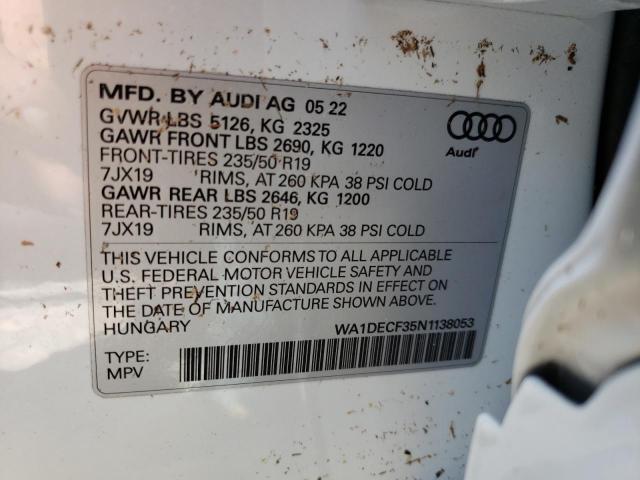 MFD. BY AUDI AG 05 22
GVWR LBS 5126, KG 2325
GAWR FRONT LBS 2690, KG 1220
FRONT-TIRES 235/50 R19
7JX19 RIMS, AT 260 KPA 38 PSI COLD
GAWR REAR LBS 2646, KG 1200
REAR-TIRES 235/50 R19
7JX19 RIMS, AT 260 KPA 38 PSI COLD
Audi
THIS VEHICLE CONFORMS TO ALL APPLICABLE
U.S. FEDERAL-MOTOR VEHICLE SAFETY AND
THEFT PREVENTION STANDARDS IN EFFECT ON
THE DATE OF MANUFACTURE SHOWN ABOVE.
HUNGARY WA1DECF35N1138053
TYPE:
MPV